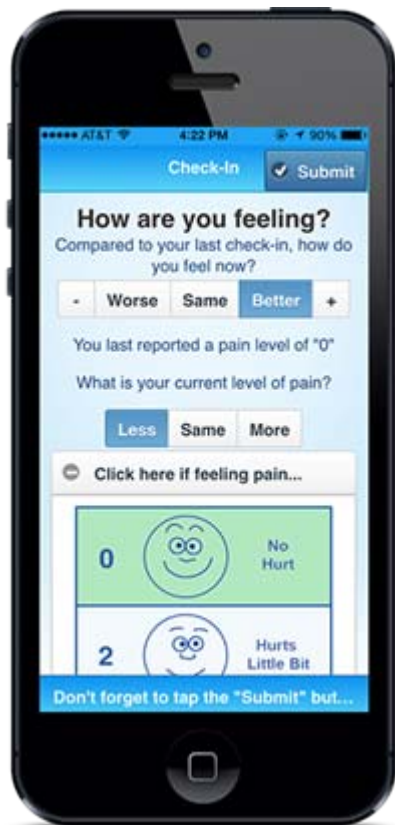 AT&T 4:22 PM 90%
Check-In Submit
How are you feeling?
Compared to your last check-in, how do
you feel now?
- Worse Same Better +
You last reported a pain level of "0"
What is your current level of pain?
Less Same More
Click here if feeling pain...
0 No
Hurt
2 Hurts
Little Bit
Don't forget to tap the "Submit" but...